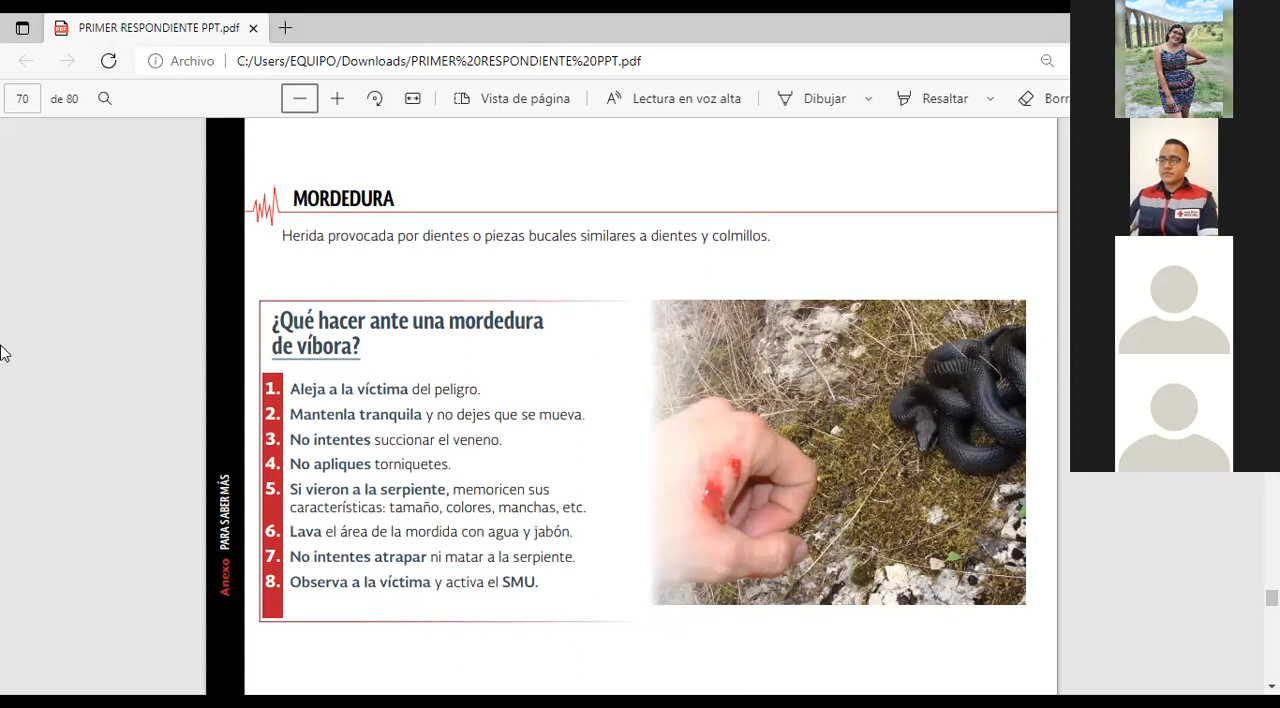 PRIMER RESPONDIENTE PPT.pdf
Archivo
C:/Users/EQUIPO/Downloads/PRIMER%20RESPONDIENTE%20PPT.pdf
70 de 80
Vista de página
Lectura en voz alta
Dibujar
Resaltar
Borr
MORDEDURA
Herida provocada por dientes o piezas bucales similares a dientes y colmillos.
¿Qué hacer ante una mordedura
de víbora?
1. Aleja a la víctima del peligro.
2. Mantenla tranquila y no dejes que se mueva.
3. No intentes succionar el veneno.
4. No apliques torniquetes.
5. Si vieron a la serpiente, memoricen sus
características: tamaño, colores, manchas, etc.
6. Lava el área de la mordida con agua y jabón.
7. No intentes atrapar ni matar a la serpiente.
8. Observa a la víctima y activa el SMU.
Anexo PARA SABER MÁS